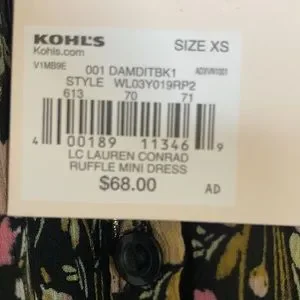 KOHL'S SIZE XS
Kohls.com
V1MB9E 001 DAMDITBK1 ADXVN1001
STYLE WL03Y019RP2
613 70 71
4 00189 11346 9
LC LAUREN CONRAD
RUFFLE MINI DRESS
$68.00 AD